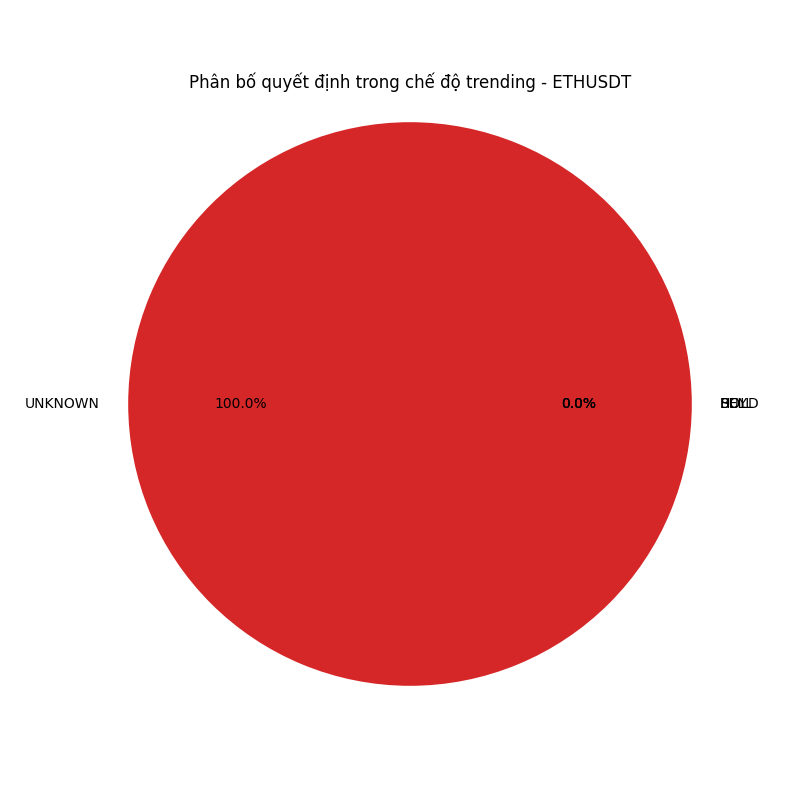 Phân bố quyết định trong chế độ trending - ETHUSDT
UNKNOWN
100.0%
0.0%